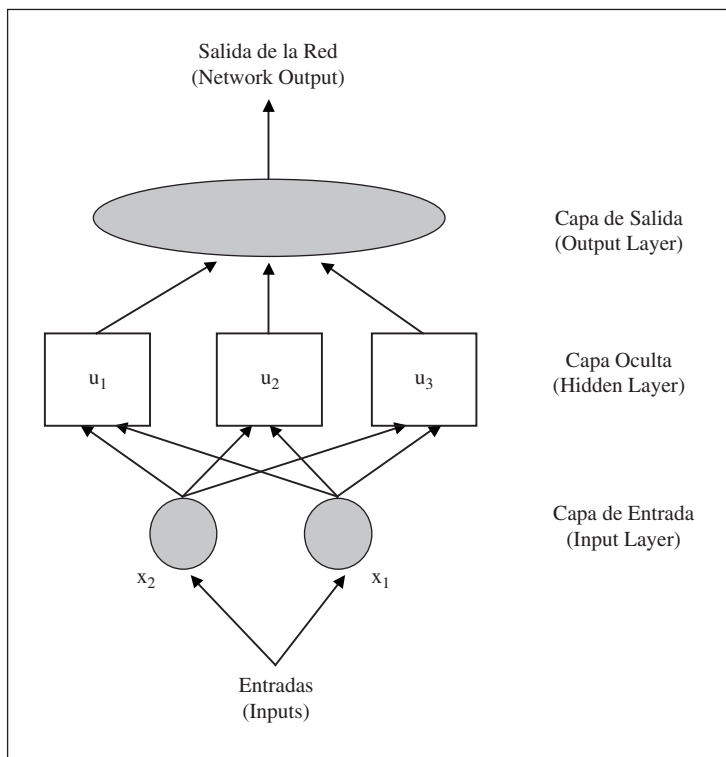 Salida de la Red
(Network Output)
Capa de Salida
(Output Layer)
u1
u2
u3
Capa Oculta
(Hidden Layer)
Capa de Entrada
(Input Layer)
x2
x1
Entradas
(Inputs)